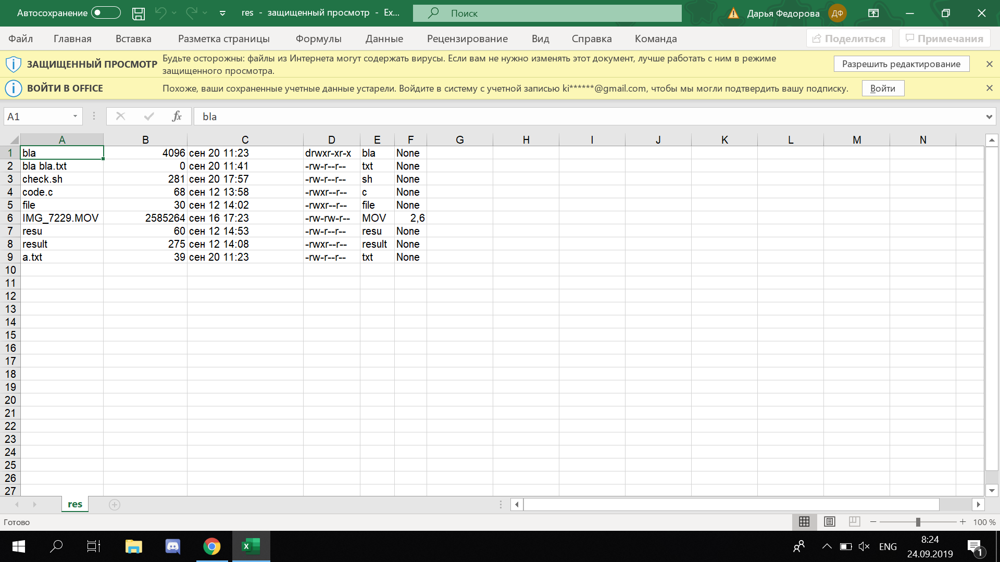 Автосохранение
res - защищенный просмотр - Ex...
Поиск
Дарья Федорова
ДФ
Файл Главная Вставка Разметка страницы Формулы Данные Рецензирование Вид Справка Команда Поделиться Примечания
ЗАЩИЩЕННЫЙ ПРОСМОТР
Будьте осторожны: файлы из Интернета могут содержать вирусы. Если вам не нужно изменять этот документ, лучше работать с ним в режиме
защищенного просмотра.
Разрешить редактирование
ВОЙТИ В OFFICE
Похоже, ваши сохраненные учетные данные устарели. Войдите в систему с учетной записью ki******@gmail.com, чтобы мы могли подтвердить вашу подписку.
Войти
A1
fx
bla
A B C D E F G H I J K L M N
1 bla 4096 сен 20 11:23 drwxr-xr-x bla None
2 bla bla.txt 0 сен 20 11:41 -rw-r--r-- txt None
3 check.sh 281 сен 20 17:57 -rw-r--r-- sh None
4 code.c 68 сен 12 13:58 -rwxr--r-- c None
5 file 30 сен 12 14:02 -rwxr--r-- file None
6 IMG_7229.MOV 2585264 сен 16 17:23 -rw-rw-r-- MOV 2,6
7 resu 60 сен 12 14:53 -rw-r--r-- resu None
8 result 275 сен 12 14:08 -rwxr--r-- result None
9 a.txt 39 сен 20 11:23 -rw-r--r-- txt None
10
11
12
13
14
15
16
17
18
19
20
21
22
23
24
25
26
27
res
Готово
100 %
ENG
8:24
24.09.2019
1